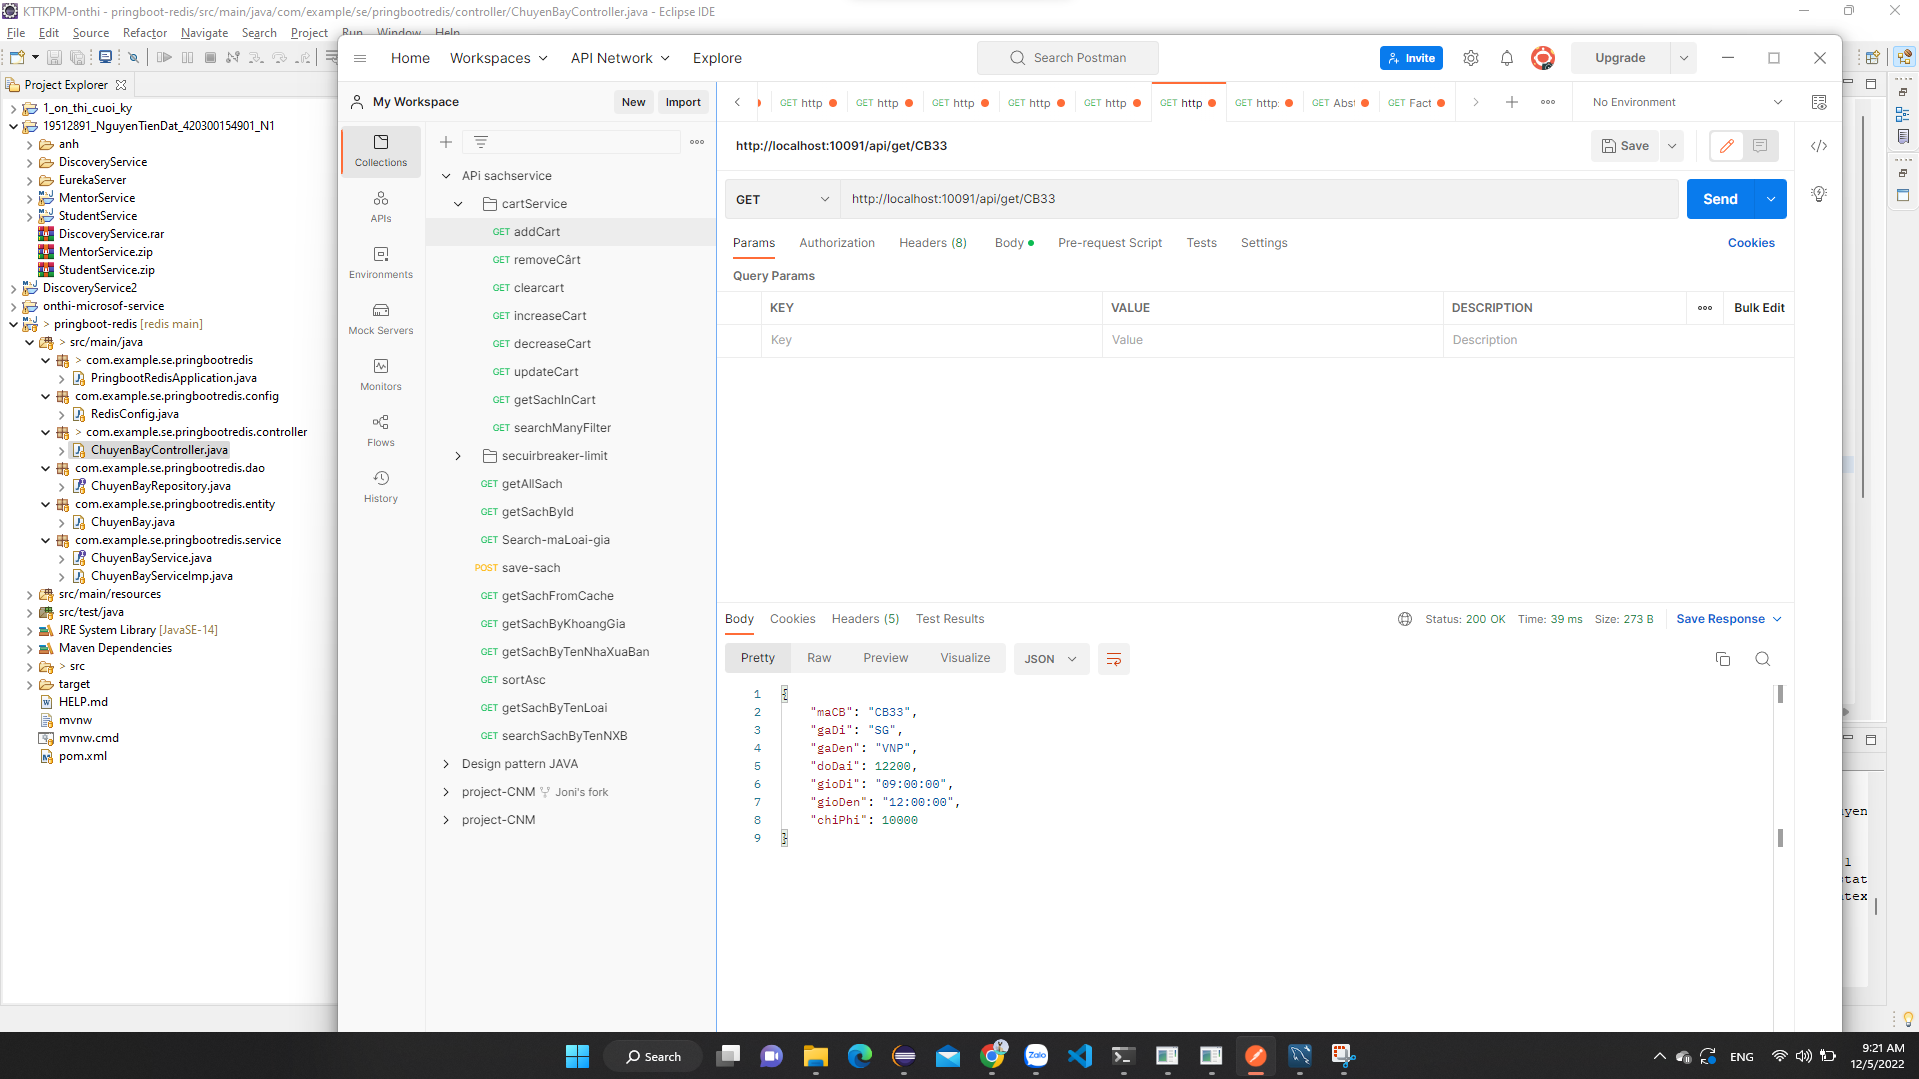 KTTKPM-onthi - pringboot-redis/src/main/java/com/example/se/pringbootredis/controller/ChuyenBayController.java - Eclipse IDE
File Edit Source Refactor Navigate Search Project Run Window Help
Project Explorer
1_on_thi_cuoi_ky
19512891_NguyenTienDat_420300154901_N1
anh
DiscoveryService
EurekaServer
MentorService
StudentService
DiscoveryService.rar
MentorService.zip
StudentService.zip
DiscoveryService2
onthi-microsof-service
> pringboot-redis [redis main]
> src/main/java
> com.example.se.pringbootredis
PringbootRedisApplication.java
com.example.se.pringbootredis.config
RedisConfig.java
> com.example.se.pringbootredis.controller
ChuyenBayController.java
com.example.se.pringbootredis.dao
ChuyenBayRepository.java
com.example.se.pringbootredis.entity
ChuyenBay.java
com.example.se.pringbootredis.service
ChuyenBayService.java
ChuyenBayServiceImp.java
src/main/resources
src/test/java
JRE System Library [JavaSE-14]
Maven Dependencies
> src
target
HELP.md
mvnw
mvnw.cmd
pom.xml
Home Workspaces API Network Explore
Search Postman
Invite
Upgrade
My Workspace
New Import
Collections
APIs
Environments
Mock Servers
Monitors
Flows
History
APi sachservice
cartService
GET addCart
GET removeCảrt
GET clearcart
GET increaseCart
GET decreaseCart
GET updateCart
GET getSachInCart
GET searchManyFilter
secuirbreaker-limit
GET getAllSach
GET getSachById
GET Search-maLoai-gia
POST save-sach
GET getSachFromCache
GET getSachByKhoangGia
GET getSachByTenNhaXuaBan
GET sortAsc
GET getSachByTenLoai
GET searchSachByTenNXB
Design pattern JAVA
project-CNM Joni's fork
project-CNM
GET http GET http GET http GET http GET http GET http GET http: GET Abst GET Fact
No Environment
http://localhost:10091/api/get/CB33
Save
GET
http://localhost:10091/api/get/CB33
Send
Params Authorization Headers (8) Body Pre-request Script Tests Settings
Cookies
Query Params
KEY VALUE DESCRIPTION Bulk Edit
Key Value Description
Body Cookies Headers (5) Test Results
Status: 200 OK Time: 39 ms Size: 273 B Save Response
Pretty Raw Preview Visualize JSON
1 {
2 "maCB": "CB33",
3 "gaDi": "SG",
4 "gaDen": "VNP",
5 "doDai": 12200,
6 "gioDi": "09:00:00",
7 "gioDen": "12:00:00",
8 "chiPhi": 10000
9 }
yen
l
stat
tex
Search
Zalo
ENG
9:21 AM
12/5/2022